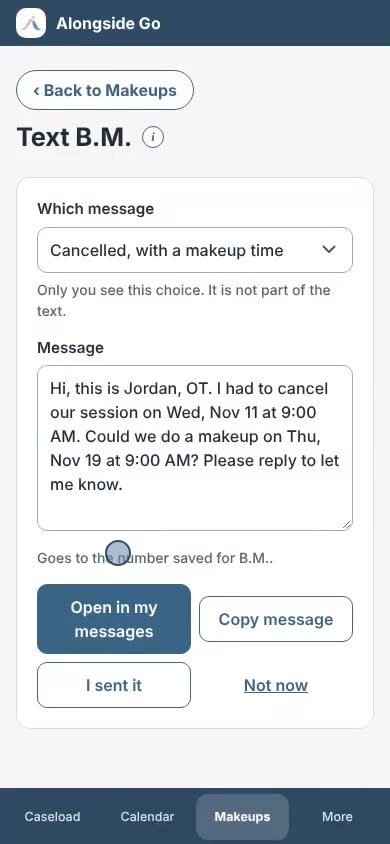 Alongside Go
‹ Back to Makeups
Text B.M. i
Which message
Cancelled, with a makeup time
Only you see this choice. It is not part of the
text.
Message
Hi, this is Jordan, OT. I had to cancel
our session on Wed, Nov 11 at 9:00
AM. Could we do a makeup on Thu,
Nov 19 at 9:00 AM? Please reply to let
me know.
Goes to the number saved for B.M..
Open in my
messages
Copy message
I sent it
Not now
Caseload
Calendar
Makeups
More